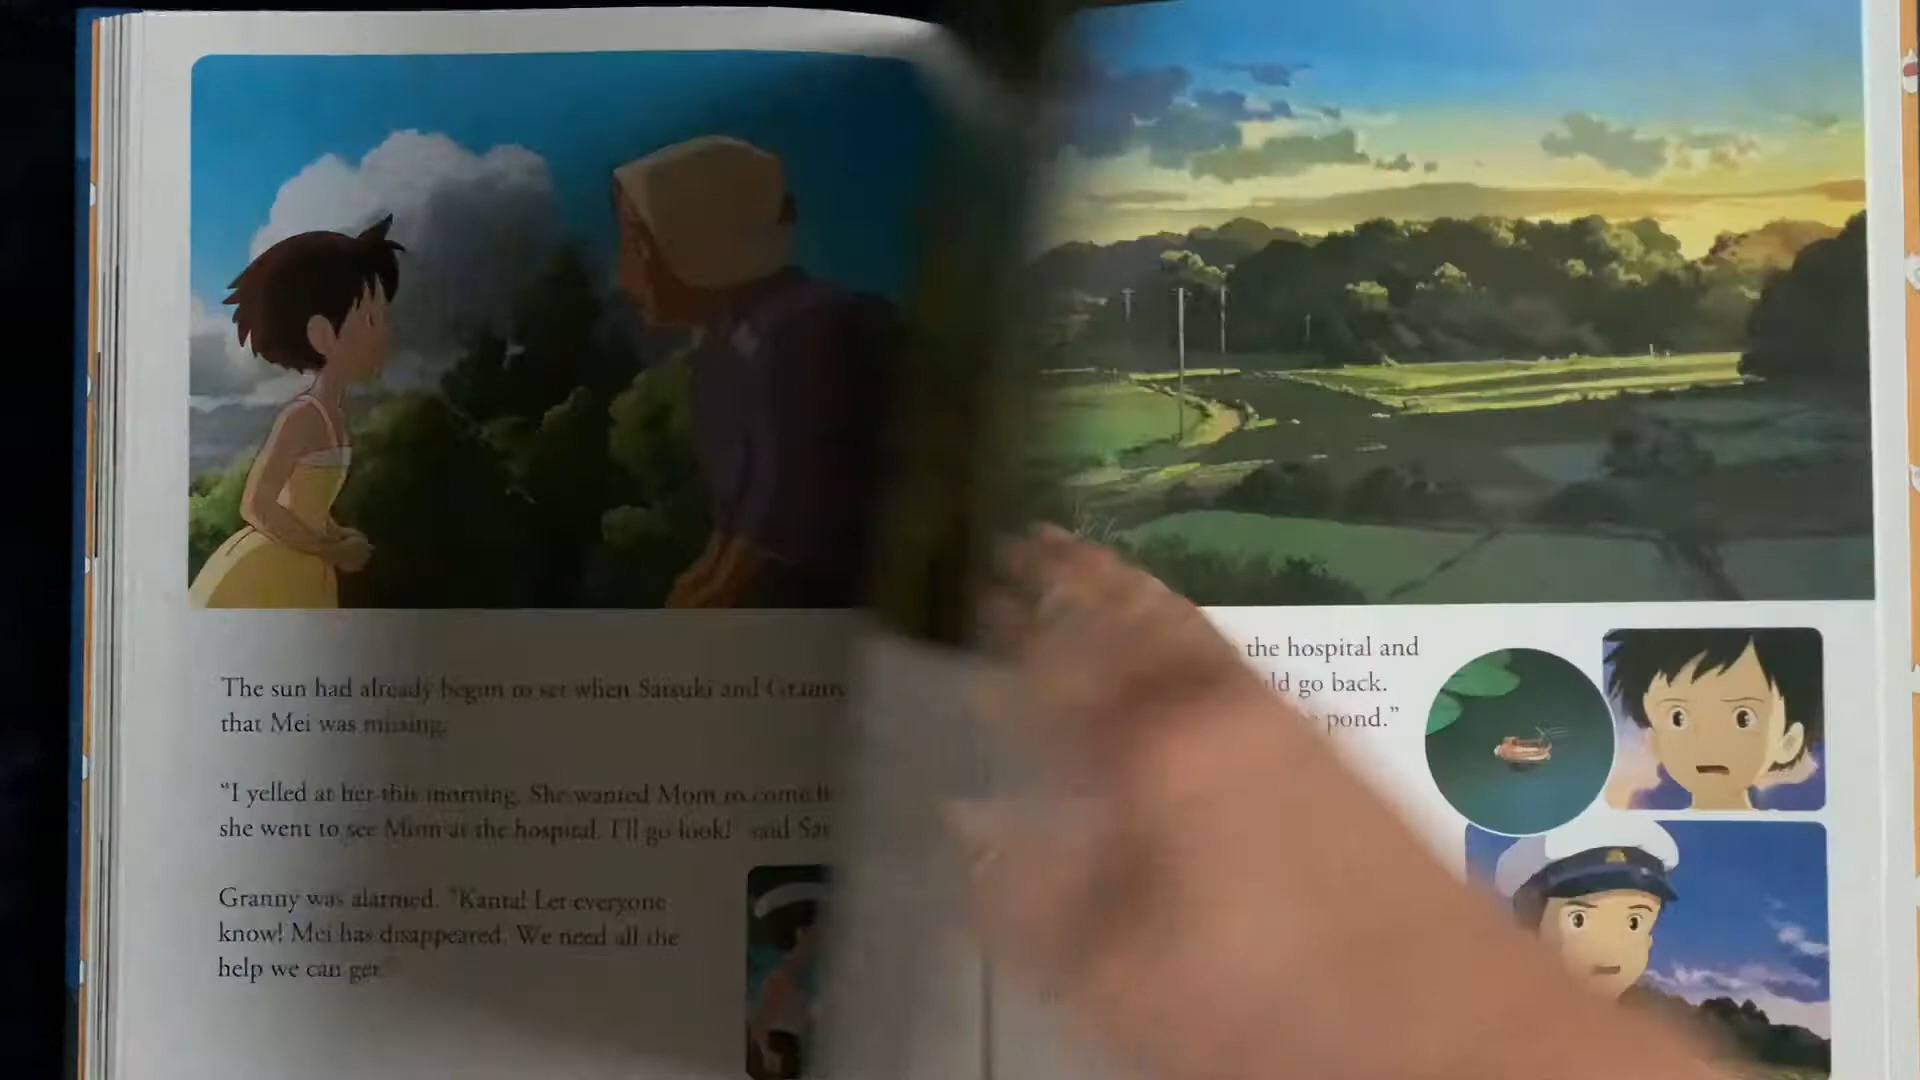 The sun had already begun to set when Satsuki and Granny
that Mei was missing.
“I yelled at her this morning. She wanted Mom to come
she went to see Mom at the hospital. I'll go look!” said
Granny was alarmed. “Kanta! Let everyone
know! Mei has disappeared. We need all the
help we can get.
the hospital and
go back.
pond.”